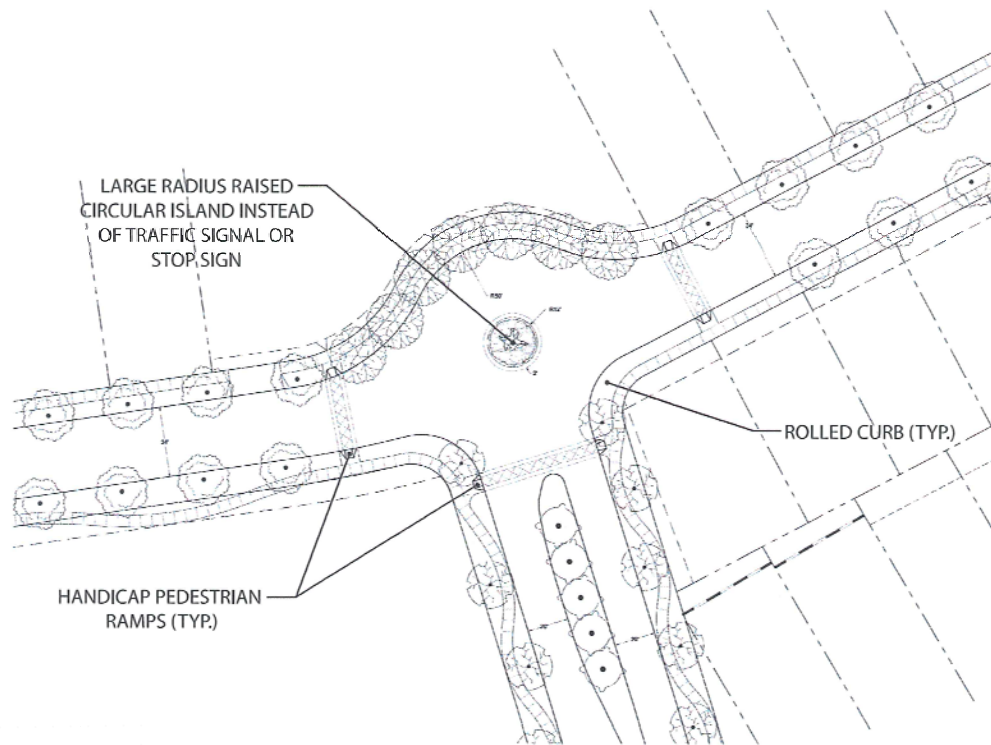 LARGE RADIUS RAISED
CIRCULAR ISLAND INSTEAD
OF TRAFFIC SIGNAL OR
STOP SIGN
ROLLED CURB (TYP.)
HANDICAP PEDESTRIAN
RAMPS (TYP.)